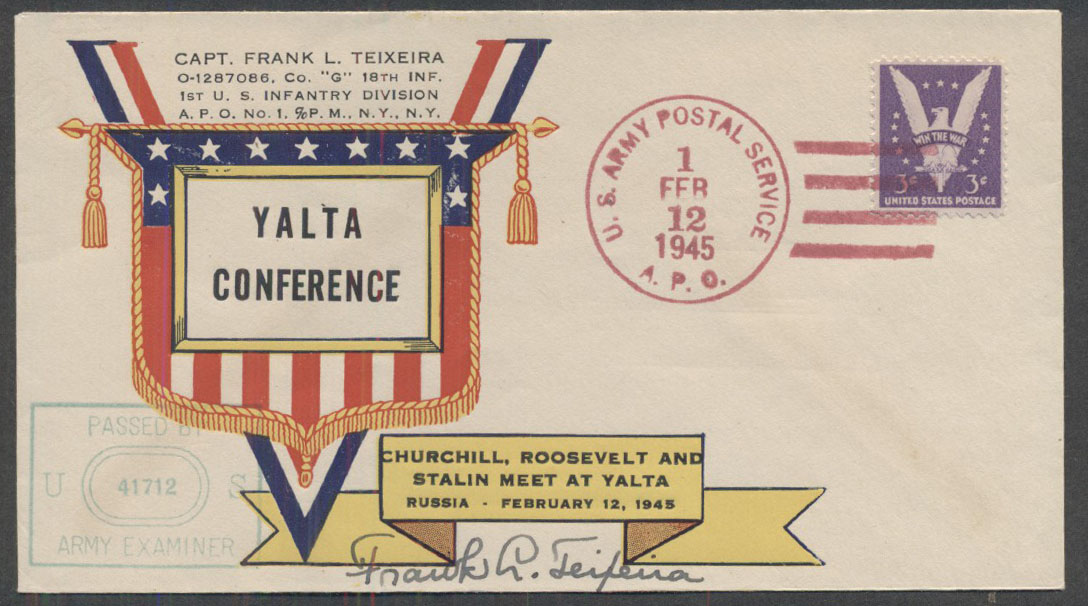 CAPT. FRANK L. TEIXEIRA
O-1287086, Co. "G" 18TH INF.
1ST U. S. INFANTRY DIVISION
A. P. O. No. 1, % P. M., N.Y., N.Y.
YALTA
CONFERENCE
U. S. ARMY POSTAL SERVICE
1
FEB
12
1945
A. P. O.
WIN THE WAR
3¢ 3¢
UNITED STATES POSTAGE
PASSED BY
U 41712 S
ARMY EXAMINER
CHURCHILL, ROOSEVELT AND
STALIN MEET AT YALTA
RUSSIA - FEBRUARY 12, 1945
Frank L. Teixeira